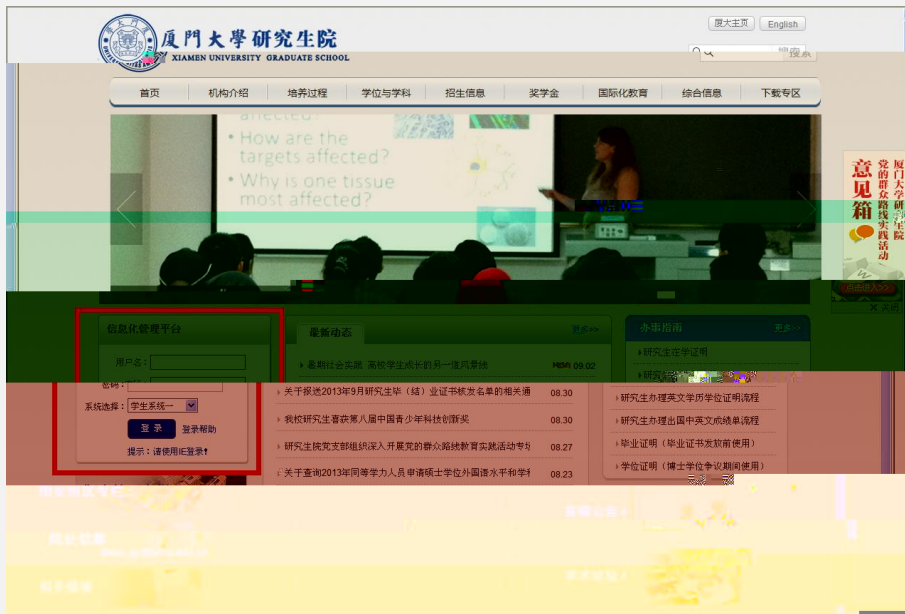 厦門大學研究生院
XIAMEN UNIVERSITY GRADUATE SCHOOL
厦大主页 English
搜索
首页 机构介绍 培养过程 学位与学科 招生信息 奖学金 国际化教育 综合信息 下载专区
affected?
• How are the
targets affected?
• Why is one tissue
most affected?
厦门大学研究生院
党的群众路线实践活动
意见箱
点击进入>>
X 关闭
信息化管理平台
用户名：
密码：
系统选择： 学生系统一
登 录 登录帮助
提示：请使用IE登录!
最新动态 更多>>
暑期社会实践 高校学生成长的另一道风景线 09.02
关于报送2013年9月研究生毕（结）业证书核发名单的相关通 08.30
我校研究生喜获第八届中国青少年科技创新奖 08.30
研究生院党支部组织深入开展党的群众路线教育实践活动专题 08.27
关于查询2013年同等学力人员申请硕士学位外国语水平和学科 08.23
办事指南 更多>>
研究生在学证明
研究生办理英文学历学位证明流程
研究生办理出国中英文成绩单流程
毕业证明（毕业证书发放前使用）
学位证明（博士学位争议期间使用）